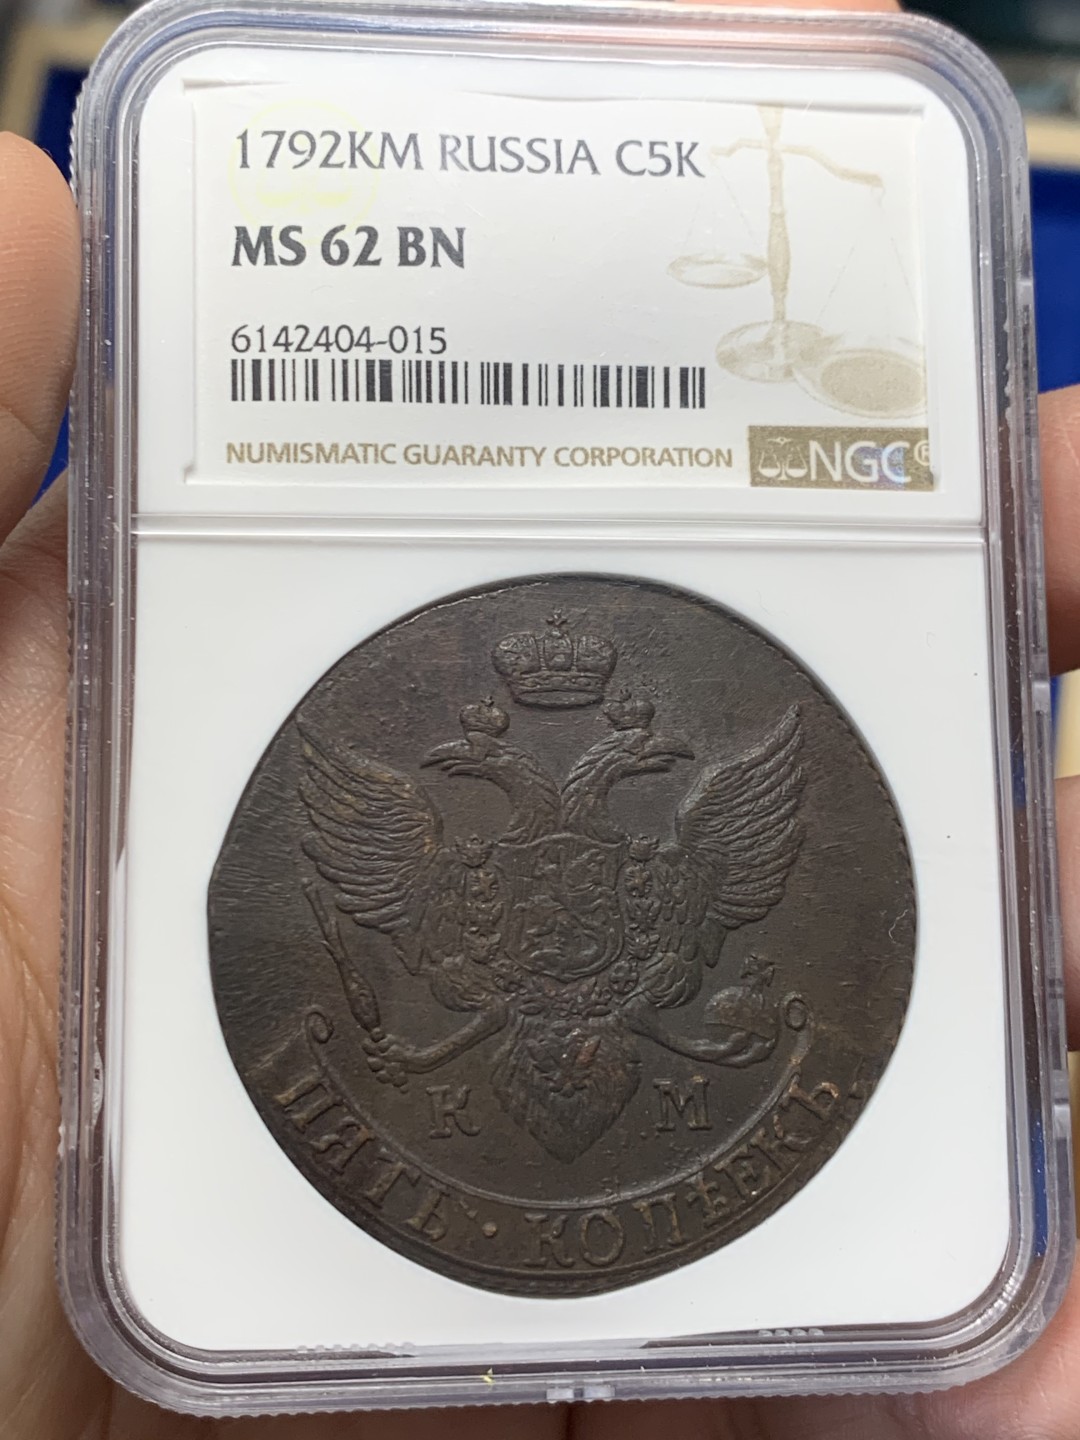 1792KM RUSSIA C5K
MS 62 BN
6142404-015
NUMISMATIC GUARANTY CORPORATION
NGC®
К М
ПЯТЬ · КОПѢЕКЪ